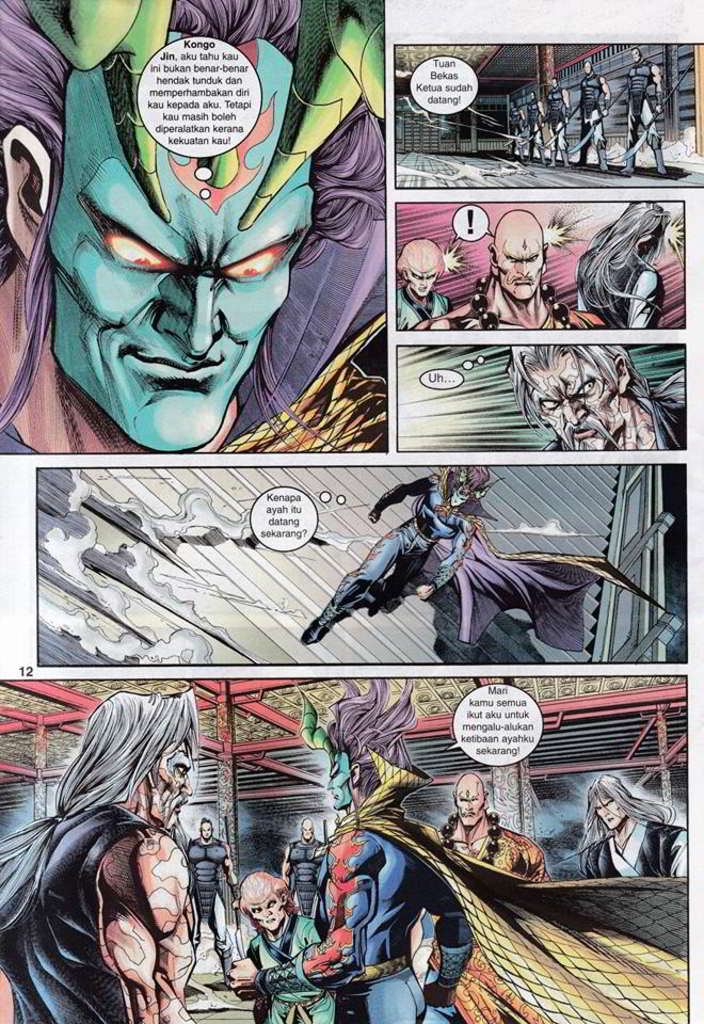 Kongo
Jin, aku tahu kau
ini bukan benar-benar
hendak tunduk dan
memperhambakan diri
kau kepada aku. Tetapi
kau masih boleh
diperalatkan kerana
kekuatan kau!
Tuan
Bekas
Ketua sudah
datang!
!
Uh...
Kenapa
ayah itu
datang
sekarang?
12
Mari
kamu semua
ikut aku untuk
mengalu-alukan
ketibaan ayahku
sekarang!